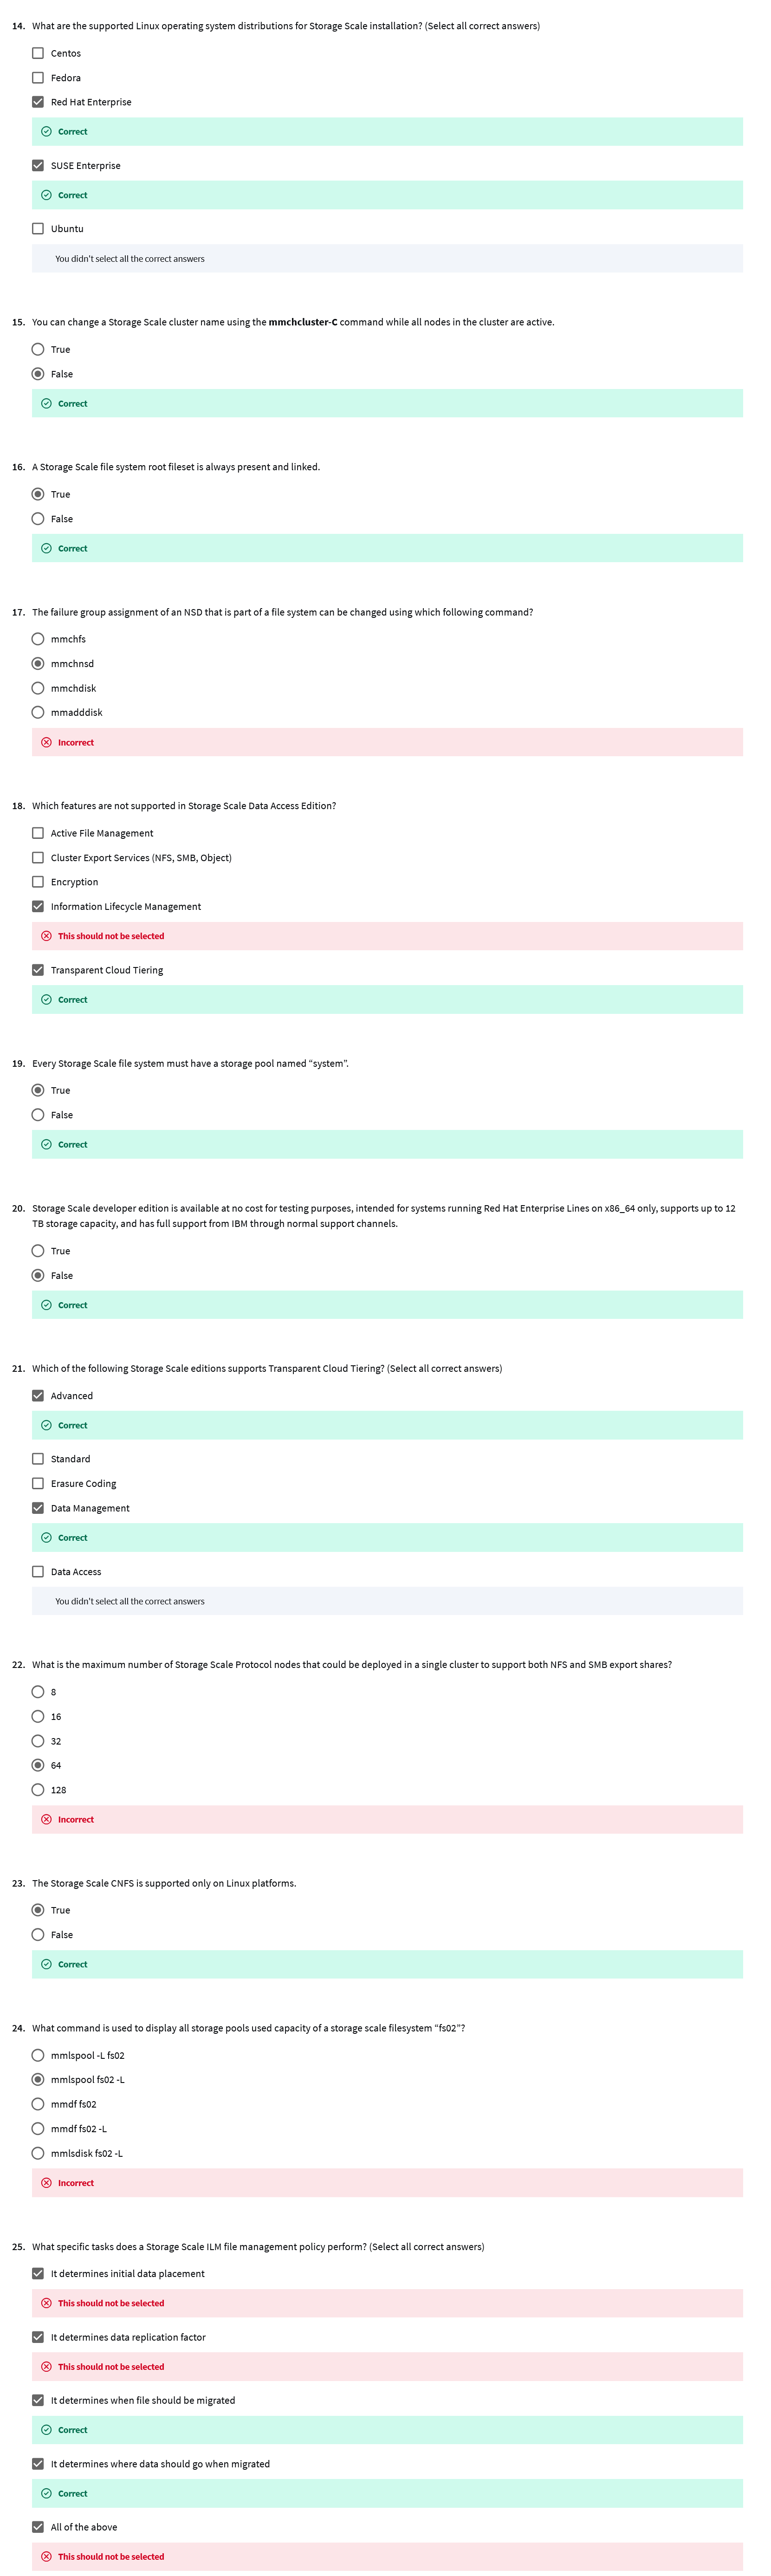 14. What are the supported Linux operating system distributions for Storage Scale installation? (Select all correct answers)
Centos
Fedora
Red Hat Enterprise
Correct
SUSE Enterprise
Correct
Ubuntu
You didn't select all the correct answers
15. You can change a Storage Scale cluster name using the mmchcluster-C command while all nodes in the cluster are active.
True
False
Correct
16. A Storage Scale file system root fileset is always present and linked.
True
False
Correct
17. The failure group assignment of an NSD that is part of a file system can be changed using which following command?
mmchfs
mmchnsd
mmchdisk
mmadddisk
Incorrect
18. Which features are not supported in Storage Scale Data Access Edition?
Active File Management
Cluster Export Services (NFS, SMB, Object)
Encryption
Information Lifecycle Management
This should not be selected
Transparent Cloud Tiering
Correct
19. Every Storage Scale file system must have a storage pool named “system”.
True
False
Correct
20. Storage Scale developer edition is available at no cost for testing purposes, intended for systems running Red Hat Enterprise Lines on x86_64 only, supports up to 12
TB storage capacity, and has full support from IBM through normal support channels.
True
False
Correct
21. Which of the following Storage Scale editions supports Transparent Cloud Tiering? (Select all correct answers)
Advanced
Correct
Standard
Erasure Coding
Data Management
Correct
Data Access
You didn't select all the correct answers
22. What is the maximum number of Storage Scale Protocol nodes that could be deployed in a single cluster to support both NFS and SMB export shares?
8
16
32
64
128
Incorrect
23. The Storage Scale CNFS is supported only on Linux platforms.
True
False
Correct
24. What command is used to display all storage pools used capacity of a storage scale filesystem “fs02”?
mmlspool -L fs02
mmlspool fs02 -L
mmdf fs02
mmdf fs02 -L
mmlsdisk fs02 -L
Incorrect
25. What specific tasks does a Storage Scale ILM file management policy perform? (Select all correct answers)
It determines initial data placement
This should not be selected
It determines data replication factor
This should not be selected
It determines when file should be migrated
Correct
It determines where data should go when migrated
Correct
All of the above
This should not be selected